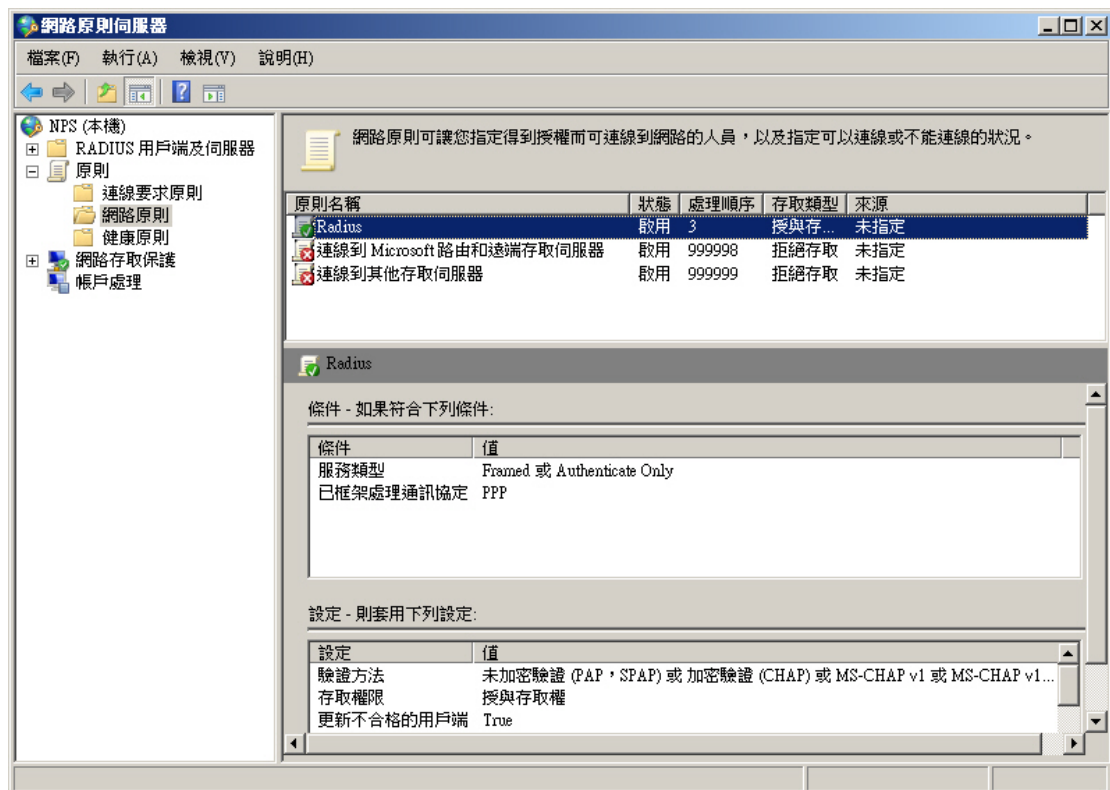 網路原則伺服器
檔案(F) 執行(A) 檢視(V) 說明(H)
NPS (本機)
RADIUS 用戶端及伺服器
原則
連線要求原則
網路原則
健康原則
網路存取保護
帳戶處理
網路原則可讓您指定得到授權而可連線到網路的人員，以及指定可以連線或不能連線的狀況。
原則名稱 狀態 處理順序 存取類型 來源
Radius 啟用 3 授與存... 未指定
連線到 Microsoft 路由和遠端存取伺服器 啟用 999998 拒絕存取 未指定
連線到其他存取伺服器 啟用 999999 拒絕存取 未指定
Radius
條件 - 如果符合下列條件:
條件 值
服務類型 Framed 或 Authenticate Only
已框架處理通訊協定 PPP
設定 - 則套用下列設定:
設定 值
驗證方法 未加密驗證 (PAP，SPAP) 或 加密驗證 (CHAP) 或 MS-CHAP v1 或 MS-CHAP v1...
存取權限 授與存取權
更新不合格的用戶端 True